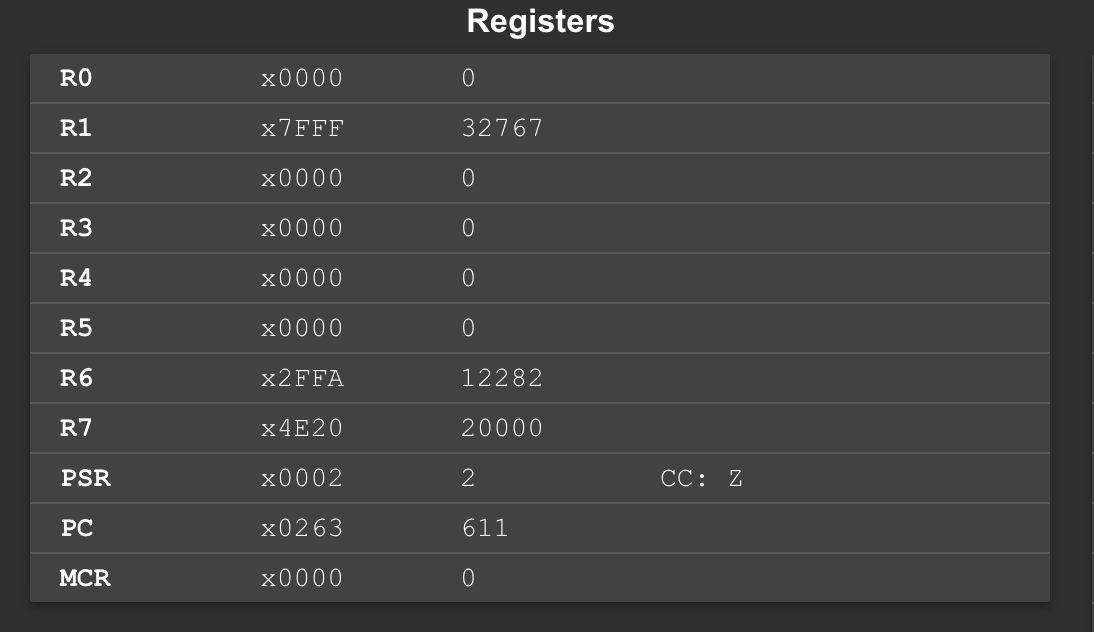 Registers
R0 x0000 0
R1 x7FFF 32767
R2 x0000 0
R3 x0000 0
R4 x0000 0
R5 x0000 0
R6 x2FFA 12282
R7 x4E20 20000
PSR x0002 2 CC: Z
PC x0263 611
MCR x0000 0